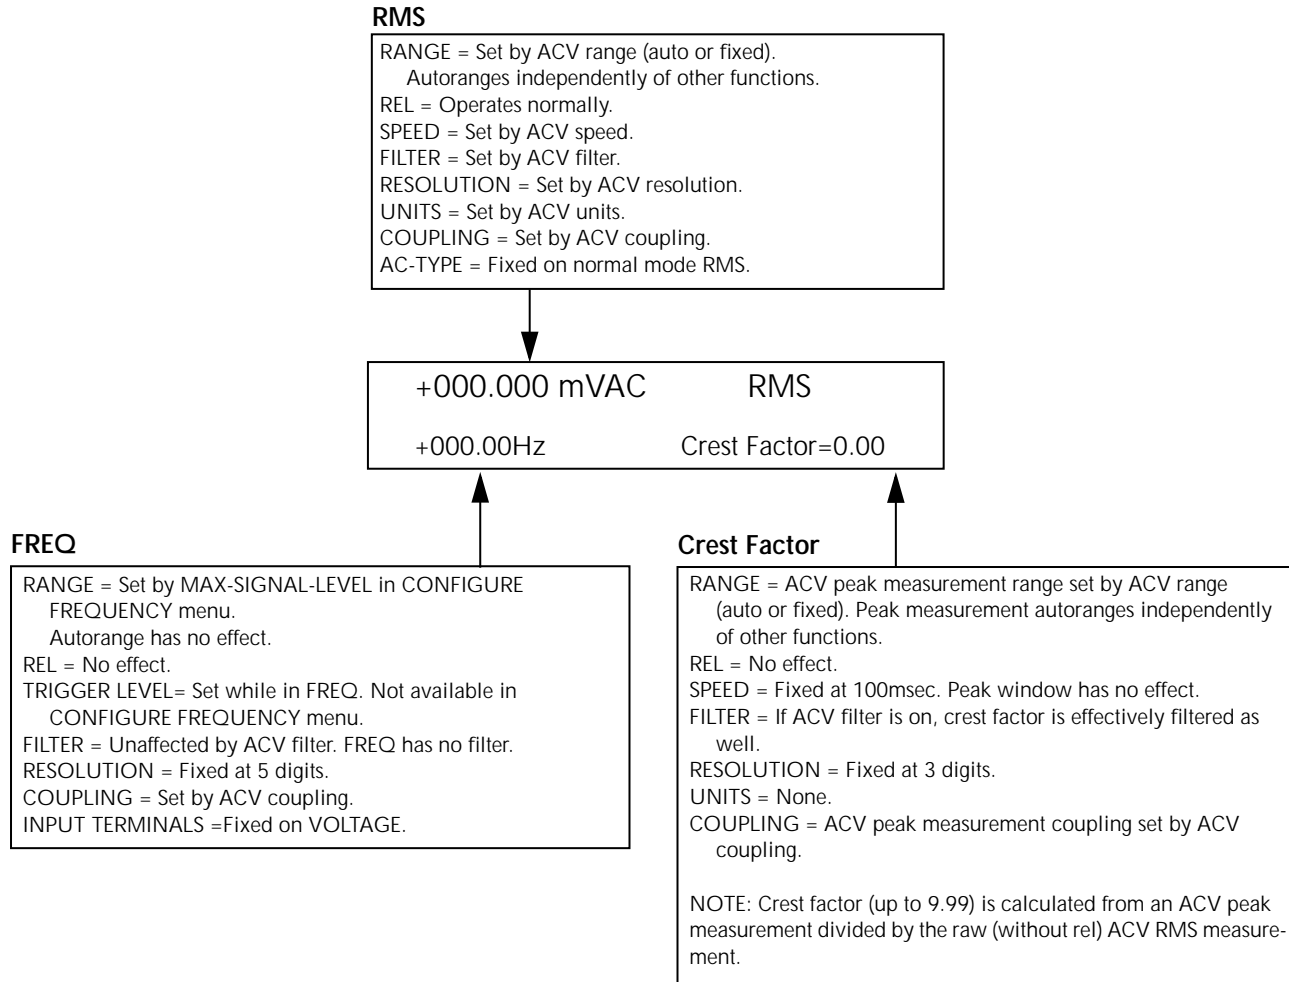 RMS
RANGE = Set by ACV range (auto or fixed).
Autoranges independently of other functions.
REL = Operates normally.
SPEED = Set by ACV speed.
FILTER = Set by ACV filter.
RESOLUTION = Set by ACV resolution.
UNITS = Set by ACV units.
COUPLING = Set by ACV coupling.
AC-TYPE = Fixed on normal mode RMS.
+000.000 mVAC RMS
+000.00Hz Crest Factor=0.00
FREQ
RANGE = Set by MAX-SIGNAL-LEVEL in CONFIGURE
FREQUENCY menu.
Autorange has no effect.
REL = No effect.
TRIGGER LEVEL= Set while in FREQ. Not available in
CONFIGURE FREQUENCY menu.
FILTER = Unaffected by ACV filter. FREQ has no filter.
RESOLUTION = Fixed at 5 digits.
COUPLING = Set by ACV coupling.
INPUT TERMINALS =Fixed on VOLTAGE.
Crest Factor
RANGE = ACV peak measurement range set by ACV range
(auto or fixed). Peak measurement autoranges independently
of other functions.
REL = No effect.
SPEED = Fixed at 100msec. Peak window has no effect.
FILTER = If ACV filter is on, crest factor is effectively filtered as
well.
RESOLUTION = Fixed at 3 digits.
UNITS = None.
COUPLING = ACV peak measurement coupling set by ACV
coupling.
NOTE: Crest factor (up to 9.99) is calculated from an ACV peak
measurement divided by the raw (without rel) ACV RMS measure-
ment.